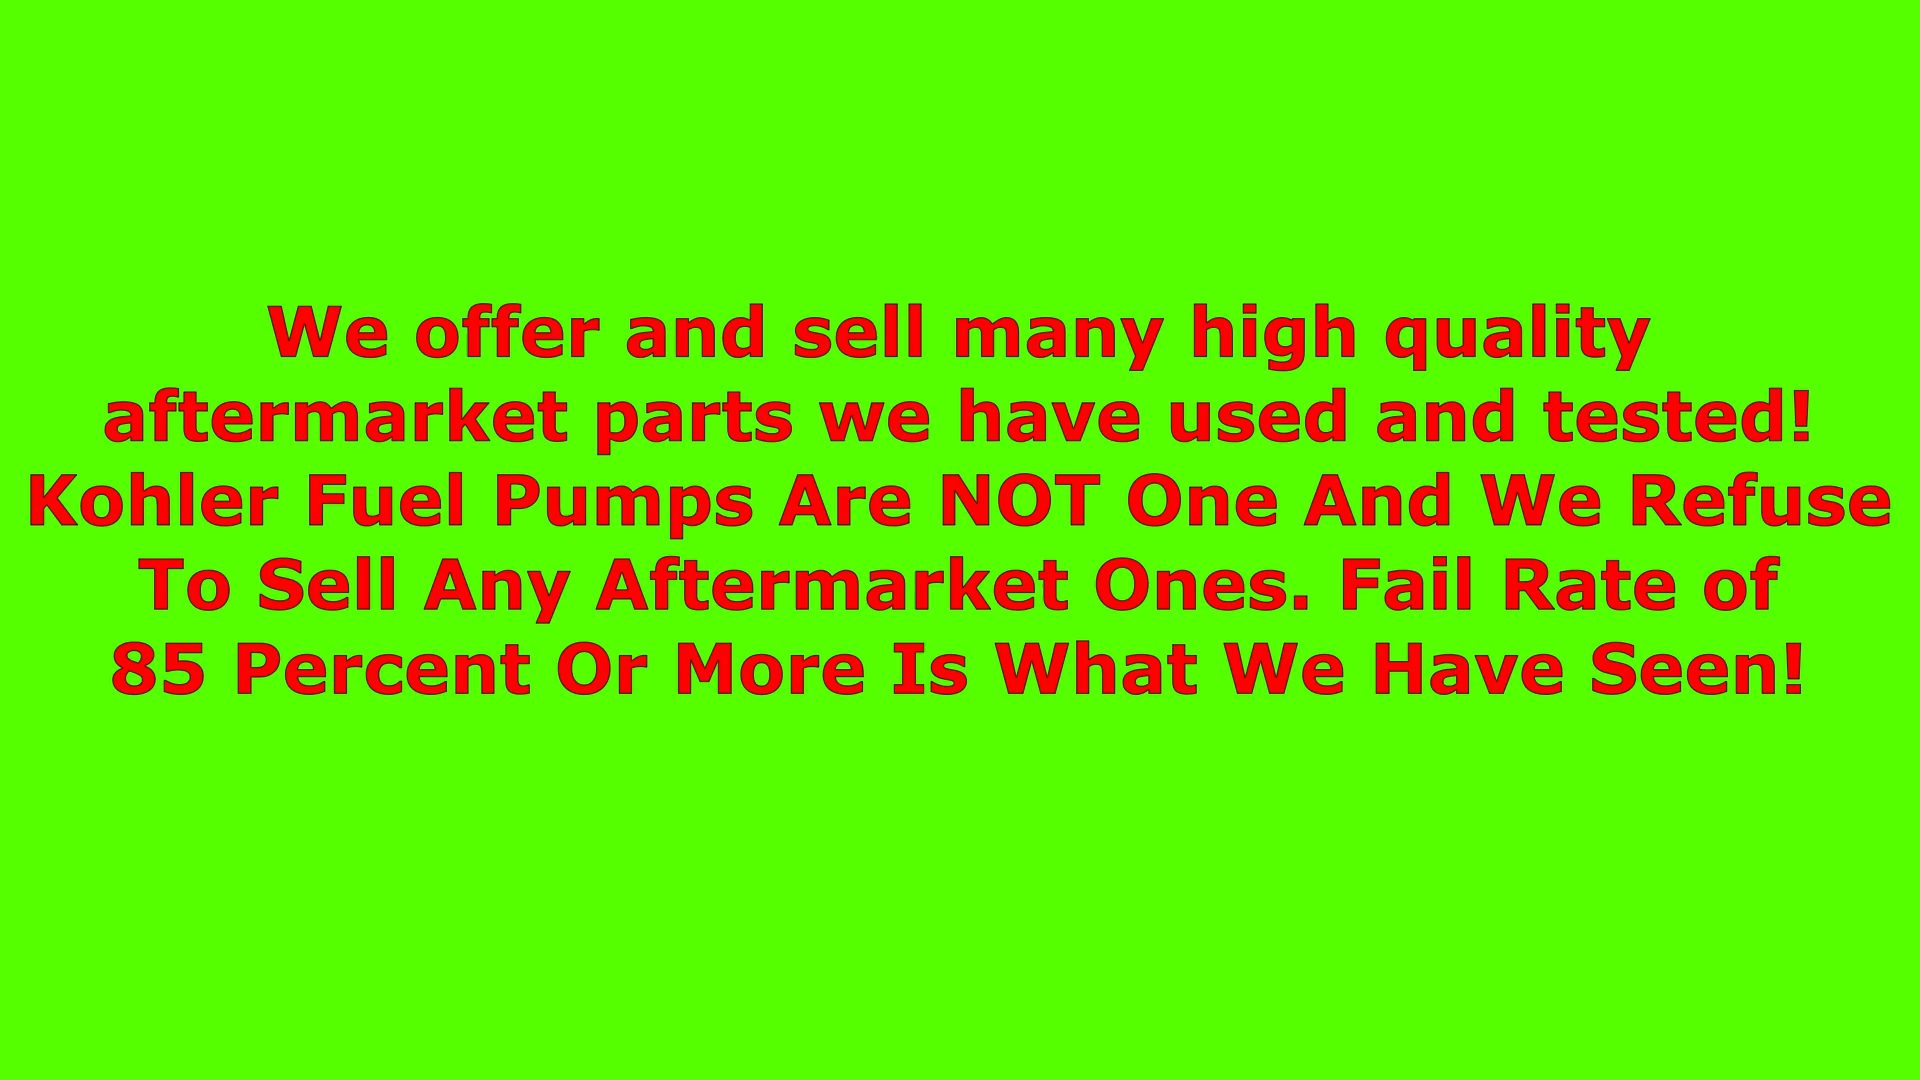 We offer and sell many high quality
aftermarket parts we have used and tested!
Kohler Fuel Pumps Are NOT One And We Refuse
To Sell Any Aftermarket Ones. Fail Rate of
85 Percent Or More Is What We Have Seen!